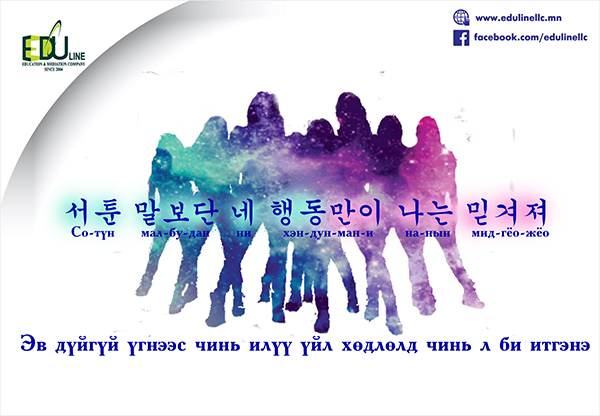 EDU LINE
EDUCATION & MEDIATION COMPANY
SINCE 2004
www.edulinellc.mn
facebook.com/edulinellc
서툰 말보단 네 행동만이 나는 믿겨져
Со-түн мал-бу-дан ни хэн-дун-ман-и на-нын мид-гёо-жёо
Эв дүйгүй үгнээс чинь илүү үйл хөдлөлд чинь л би итгэнэ